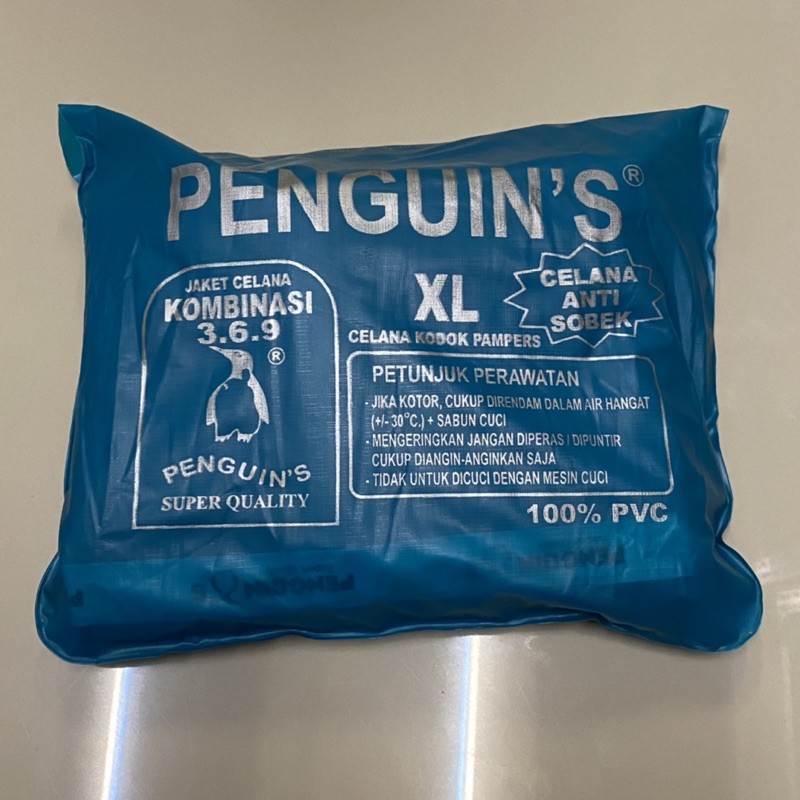 PENGUIN'S®
JAKET CELANA
KOMBINASI
3.6.9
®
PENGUIN'S
SUPER QUALITY
XL
CELANA KODOK PAMPERS
CELANA
ANTI
SOBEK
PETUNJUK PERAWATAN
- JIKA KOTOR, CUKUP DIRENDAM DALAM AIR HANGAT
(+/- 30°C.) + SABUN CUCI
- MENGERINGKAN JANGAN DIPERAS / DIPUNTIR
CUKUP DIANGIN-ANGINKAN SAJA
- TIDAK UNTUK DICUCI DENGAN MESIN CUCI
100% PVC